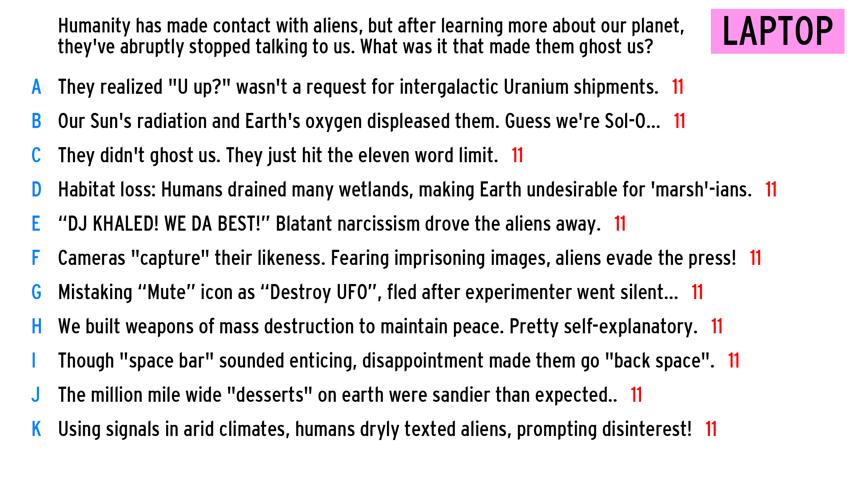 Humanity has made contact with aliens, but after learning more about our planet,
they've abruptly stopped talking to us. What was it that made them ghost us?
LAPTOP
A They realized "U up?" wasn't a request for intergalactic Uranium shipments. 11
B Our Sun's radiation and Earth's oxygen displeased them. Guess we're Sol-O... 11
C They didn't ghost us. They just hit the eleven word limit. 11
D Habitat loss: Humans drained many wetlands, making Earth undesirable for 'marsh'-ians. 11
E “DJ KHALED! WE DA BEST!” Blatant narcissism drove the aliens away. 11
F Cameras "capture" their likeness. Fearing imprisoning images, aliens evade the press! 11
G Mistaking “Mute” icon as “Destroy UFO”, fled after experimenter went silent... 11
H We built weapons of mass destruction to maintain peace. Pretty self-explanatory. 11
I Though "space bar" sounded enticing, disappointment made them go "back space". 11
J The million mile wide "desserts" on earth were sandier than expected.. 11
K Using signals in arid climates, humans dryly texted aliens, prompting disinterest! 11